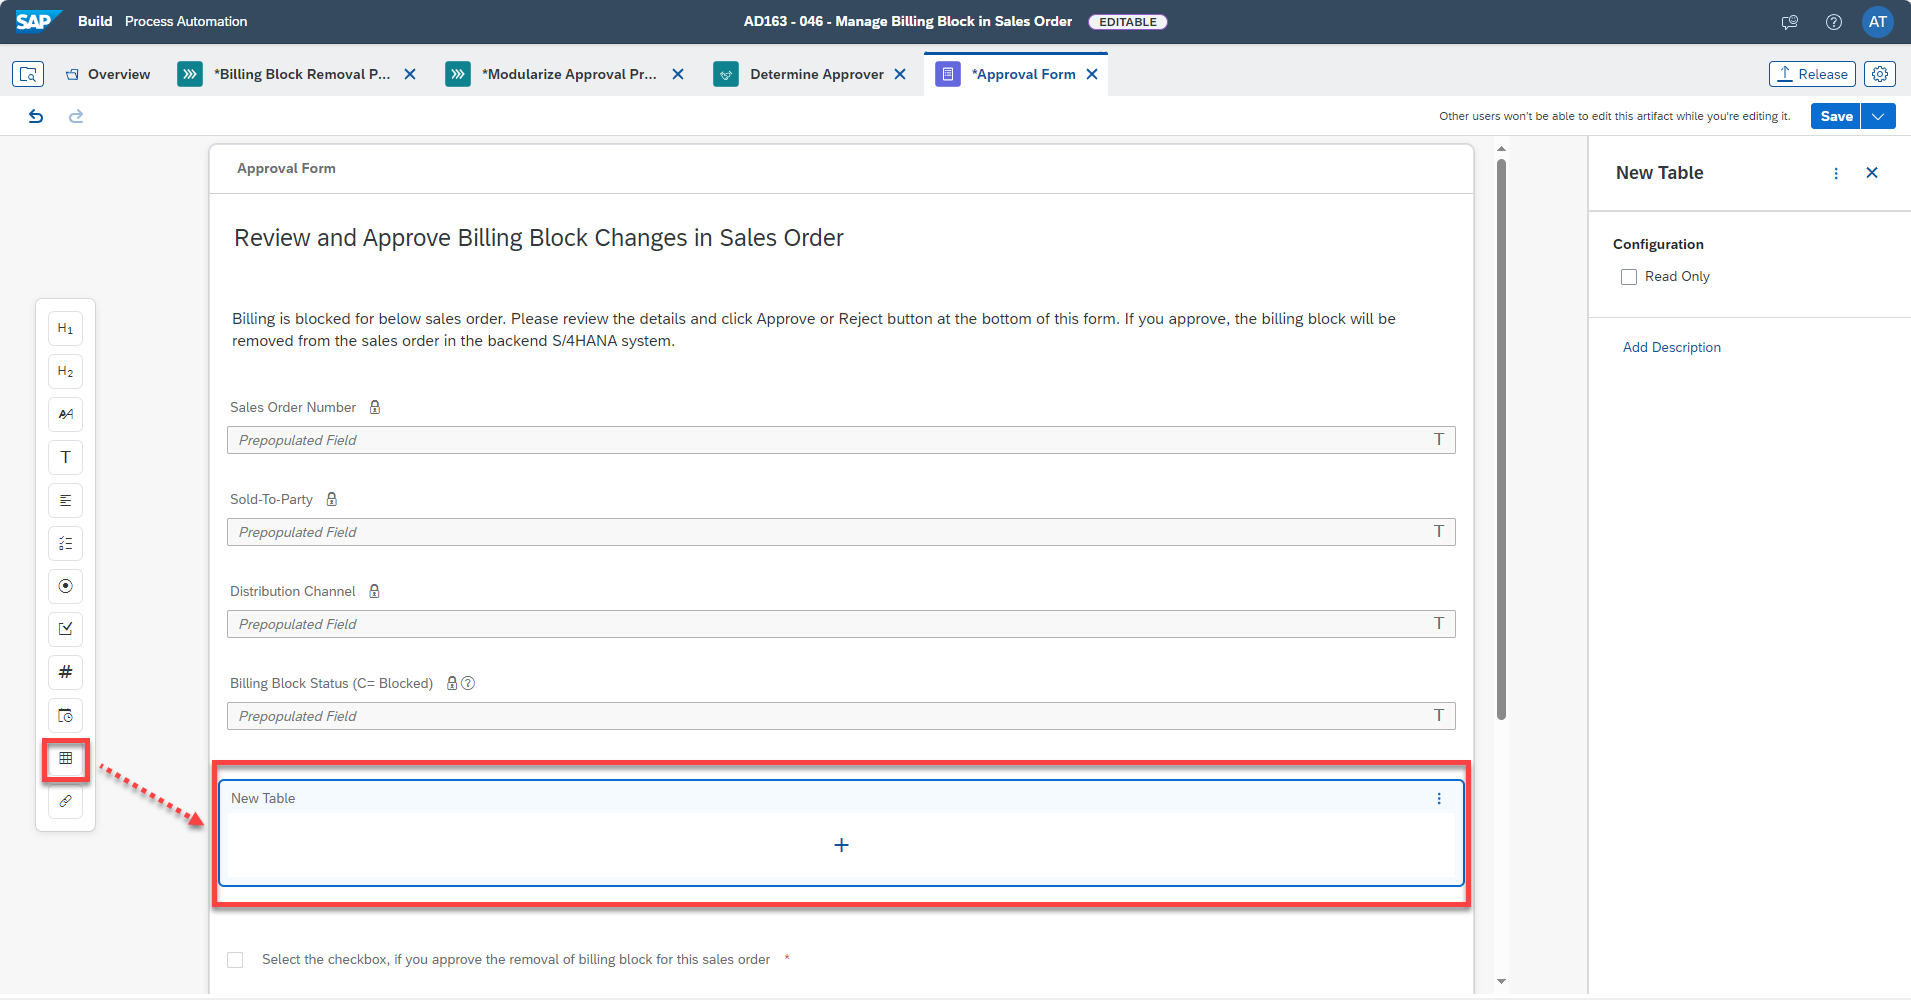 SAP Build Process Automation AD163 - 046 - Manage Billing Block in Sales Order EDITABLE AT
Overview *Billing Block Removal P... *Modularize Approval Pr... Determine Approver *Approval Form Release
Other users won't be able to edit this artifact while you're editing it. Save
Approval Form
Review and Approve Billing Block Changes in Sales Order
Billing is blocked for below sales order. Please review the details and click Approve or Reject button at the bottom of this form. If you approve, the billing block will be
removed from the sales order in the backend S/4HANA system.
Sales Order Number
Prepopulated Field T
Sold-To-Party
Prepopulated Field T
Distribution Channel
Prepopulated Field T
Billing Block Status (C= Blocked)
Prepopulated Field T
New Table
Select the checkbox, if you approve the removal of billing block for this sales order *
H1
H2
AA
T
#
New Table
Configuration
Read Only
Add Description